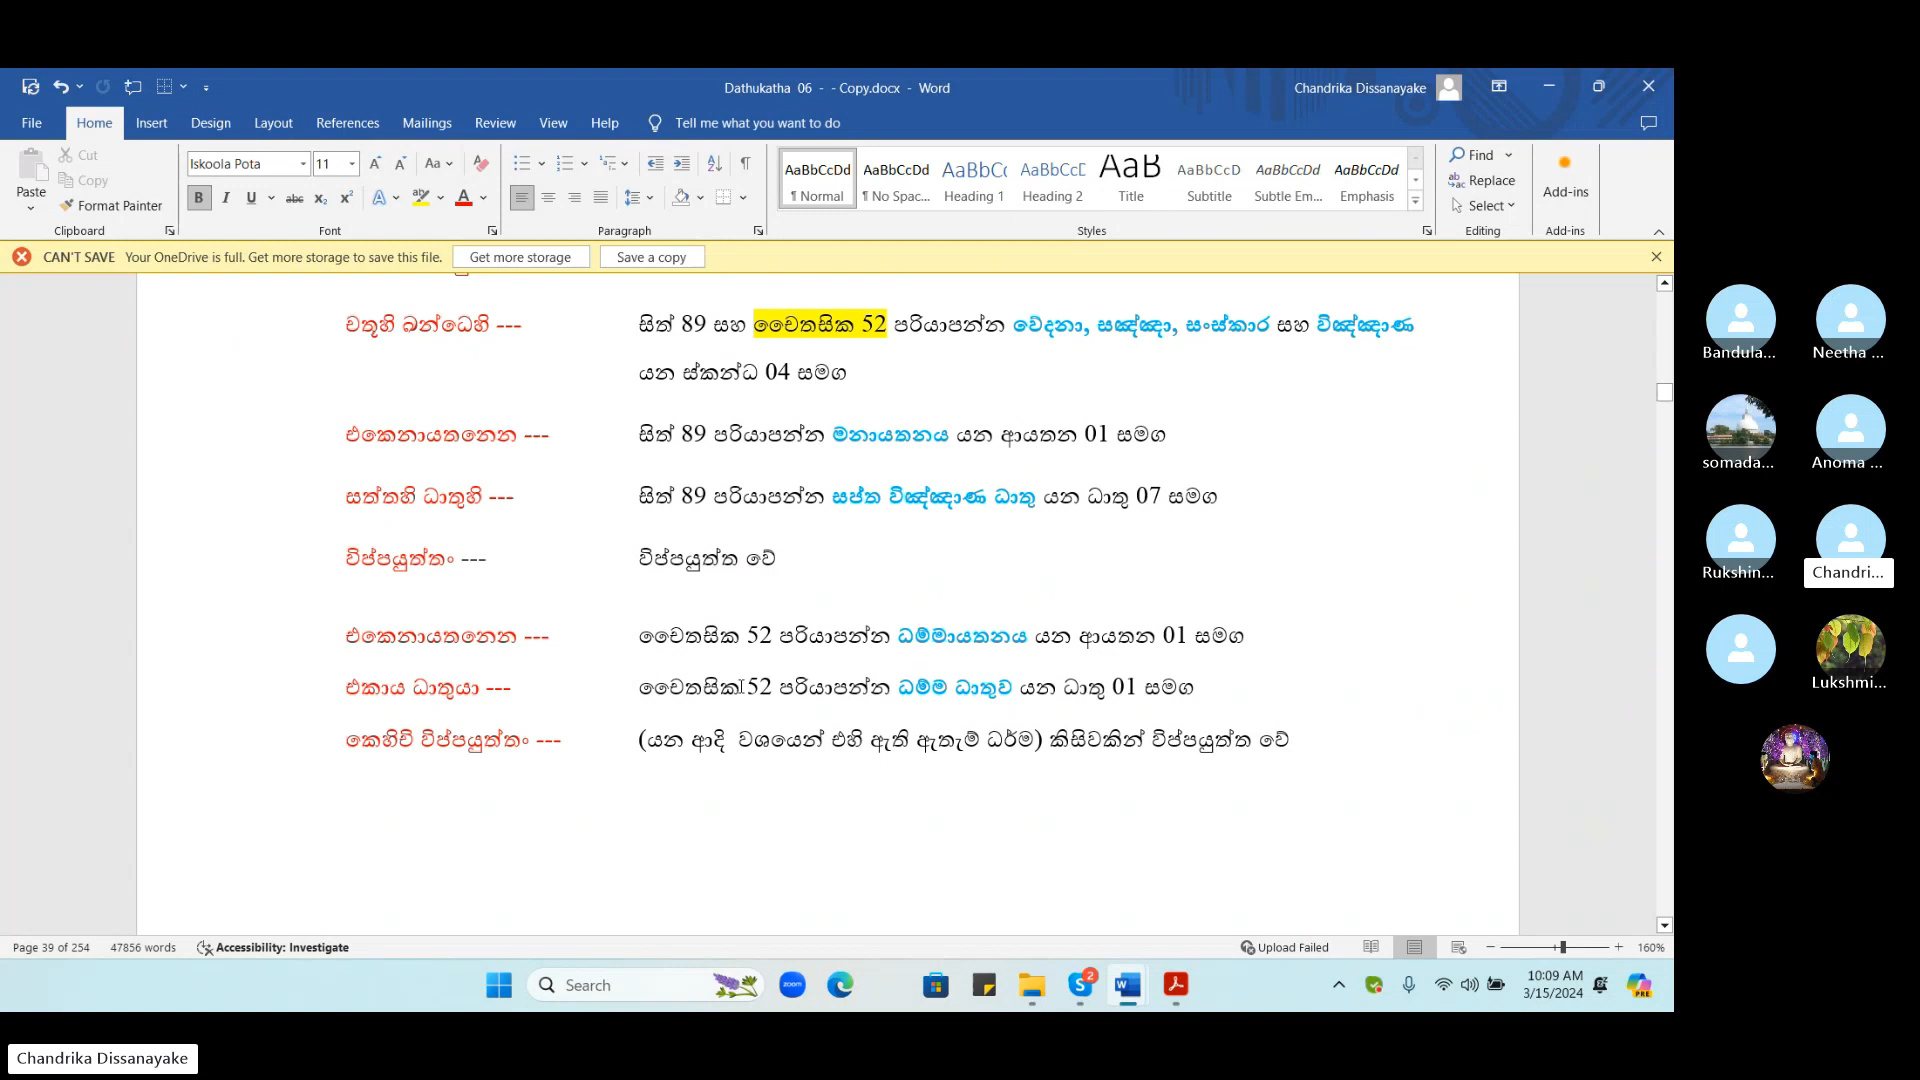 Dathukatha 06 - - Copy.docx - Word
Chandrika Dissanayake
File Home Insert Design Layout References Mailings Review View Help Tell me what you want to do
Paste
Cut
Copy
Format Painter
Clipboard
Iskoola Pota 11
Font
Paragraph
AaBbCcDd AaBbCcDd AaBbCc AaBbCcD AaB AaBbCcD AaBbCcDd AaBbCcDd
¶ Normal ¶ No Spac... Heading 1 Heading 2 Title Subtitle Subtle Em... Emphasis
Styles
Find
Replace
Select
Editing
Add-ins
Add-ins
CAN'T SAVE Your OneDrive is full. Get more storage to save this file. Get more storage Save a copy
චතූහි ඛන්ධෙහි --- සිත් 89 සහ චෛතසික 52 පරියාපන්න වේදනා, සඤ්ඤා, සංස්කාර සහ විඤ්ඤාණ
යන ස්කන්ධ 04 සමග
එකෙනායතනෙන --- සිත් 89 පරියාපන්න මනායතනය යන ආයතන 01 සමග
සත්තහි ධාතුහි --- සිත් 89 පරියාපන්න සප්ත විඤ්ඤාණ ධාතු යන ධාතු 07 සමග
විප්පයුත්තං --- විප්පයුත්ත වේ
එකෙනායතනෙන --- චෛතසික 52 පරියාපන්න ධම්මායතනය යන ආයතන 01 සමග
එකාය ධාතුයා --- චෛතසික 52 පරියාපන්න ධම්ම ධාතුව යන ධාතු 01 සමග
කෙහිචි විප්පයුත්තං --- (යන ආදි වශයෙන් එහි ඇති ඇතැම් ධර්ම) කිසිවකින් විප්පයුත්ත වේ
Page 39 of 254 47856 words Accessibility: Investigate Upload Failed 160%
Search
zoom
2
10:09 AM
3/15/2024
PRE
Bandula... Neetha ...
somada... Anoma ...
Rukshin... Chandri...
Lukshmi...
Chandrika Dissanayake